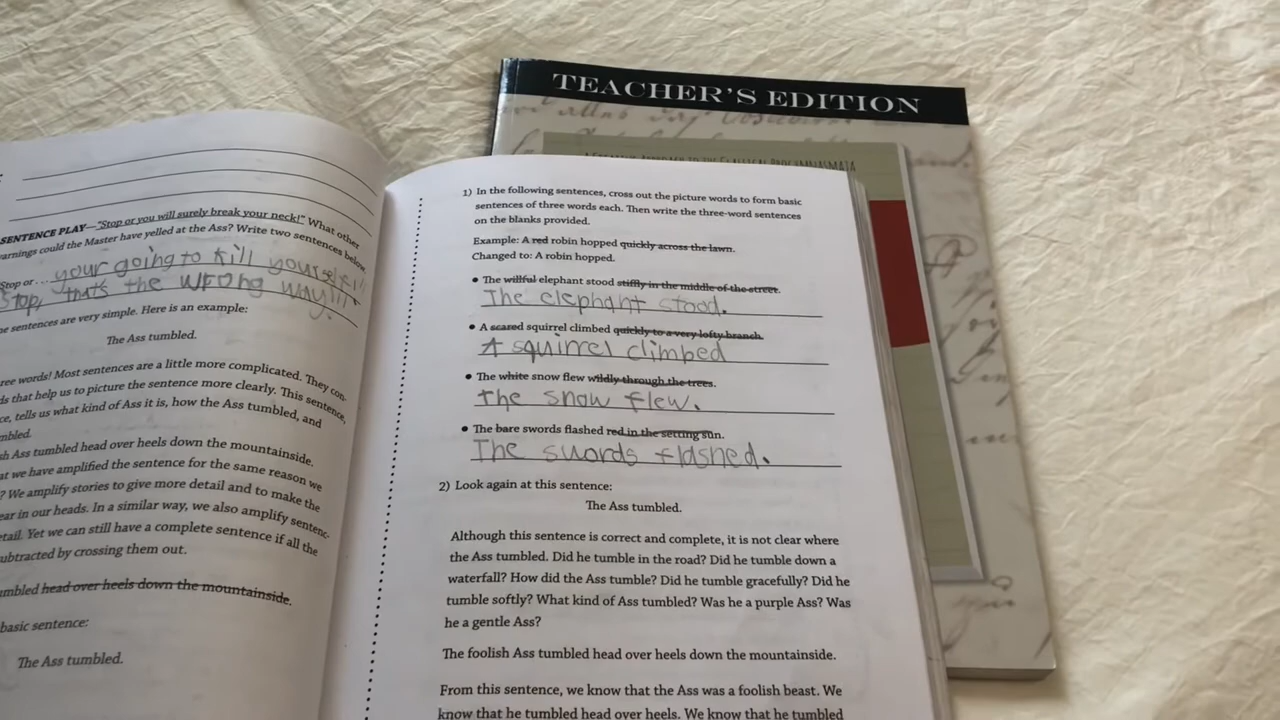 TEACHER'S EDITION
A CREATIVE APPROACH TO THE CLASSICAL PROGYMNASMATA
SENTENCE PLAY—"Stop or you will surely break your neck!" What other
could the Master have yelled at the Ass? Write two sentences below.
Stop or . . . your going to kill yourself!!
Stop, that's the wrong way!!!
sentences are very simple. Here is an example:
The Ass tumbled.
words! Most sentences are a little more complicated. They con-
that help us to picture the sentence more clearly. This sentence,
tells us what kind of Ass it is, how the Ass tumbled, and
Ass tumbled head over heels down the mountainside.
we have amplified the sentence for the same reason we
? We amplify stories to give more detail and to make the
in our heads. In a similar way, we also amplify sentenc-
Yet we can still have a complete sentence if all the
by crossing them out.
head over heels down the mountainside.
basic sentence:
The Ass tumbled.
1) In the following sentences, cross out the picture words to form basic
sentences of three words each. Then write the three-word sentences
on the blanks provided.
Example: A red robin hopped quickly across the lawn.
Changed to: A robin hopped.
• The willful elephant stood stiffly in the middle of the street.
The elephant stood.
• A scared squirrel climbed quickly to a very lofty branch.
A squirrel climbed
• The white snow flew wildly through the trees.
the snow flew.
• The bare swords flashed red in the setting sun.
The swords flashed.
2) Look again at this sentence:
The Ass tumbled.
Although this sentence is correct and complete, it is not clear where
the Ass tumbled. Did he tumble in the road? Did he tumble down a
waterfall? How did the Ass tumble? Did he tumble gracefully? Did he
tumble softly? What kind of Ass tumbled? Was he a purple Ass? Was
he a gentle Ass?
The foolish Ass tumbled head over heels down the mountainside.
From this sentence, we know that the Ass was a foolish beast. We
know that he tumbled head over heels. We know that he tumbled